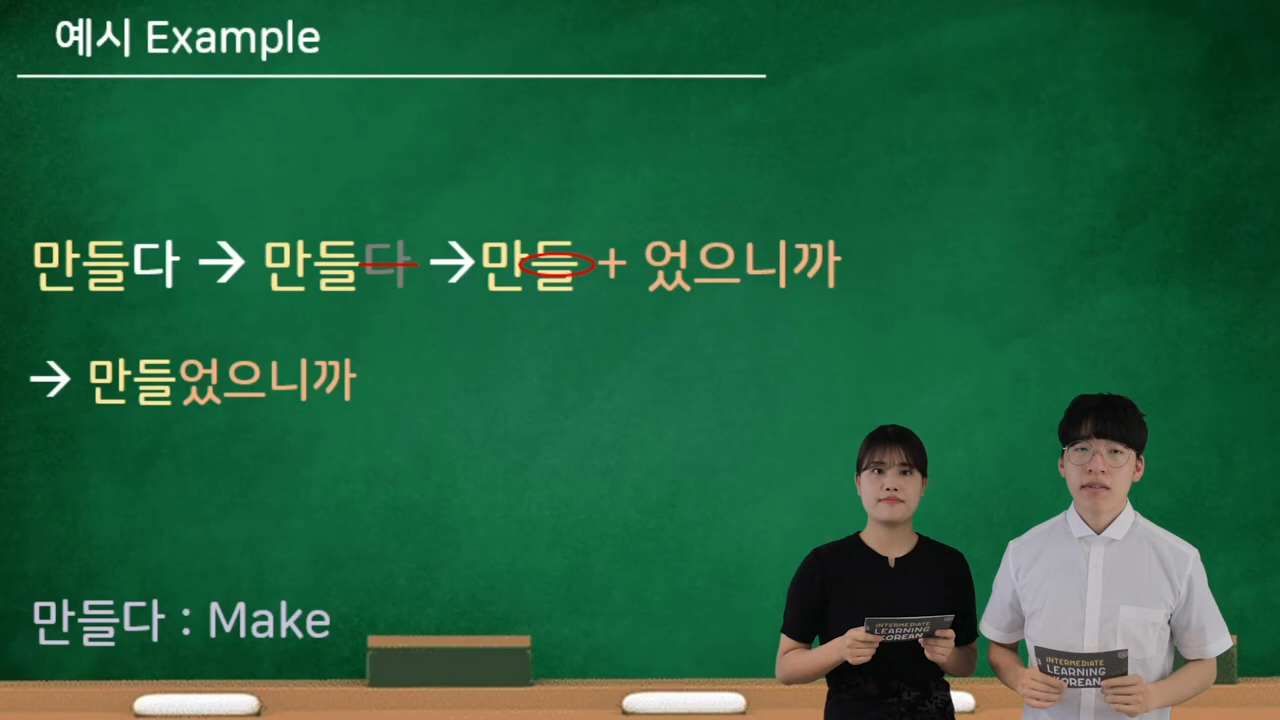 예시 Example
만들다 → 만들다 → 만들 + 었으니까
→ 만들었으니까
만들다 : Make
INTERMEDIATE
LEARNING
KOREAN
INTERMEDIATE
LEARNING
KOREAN